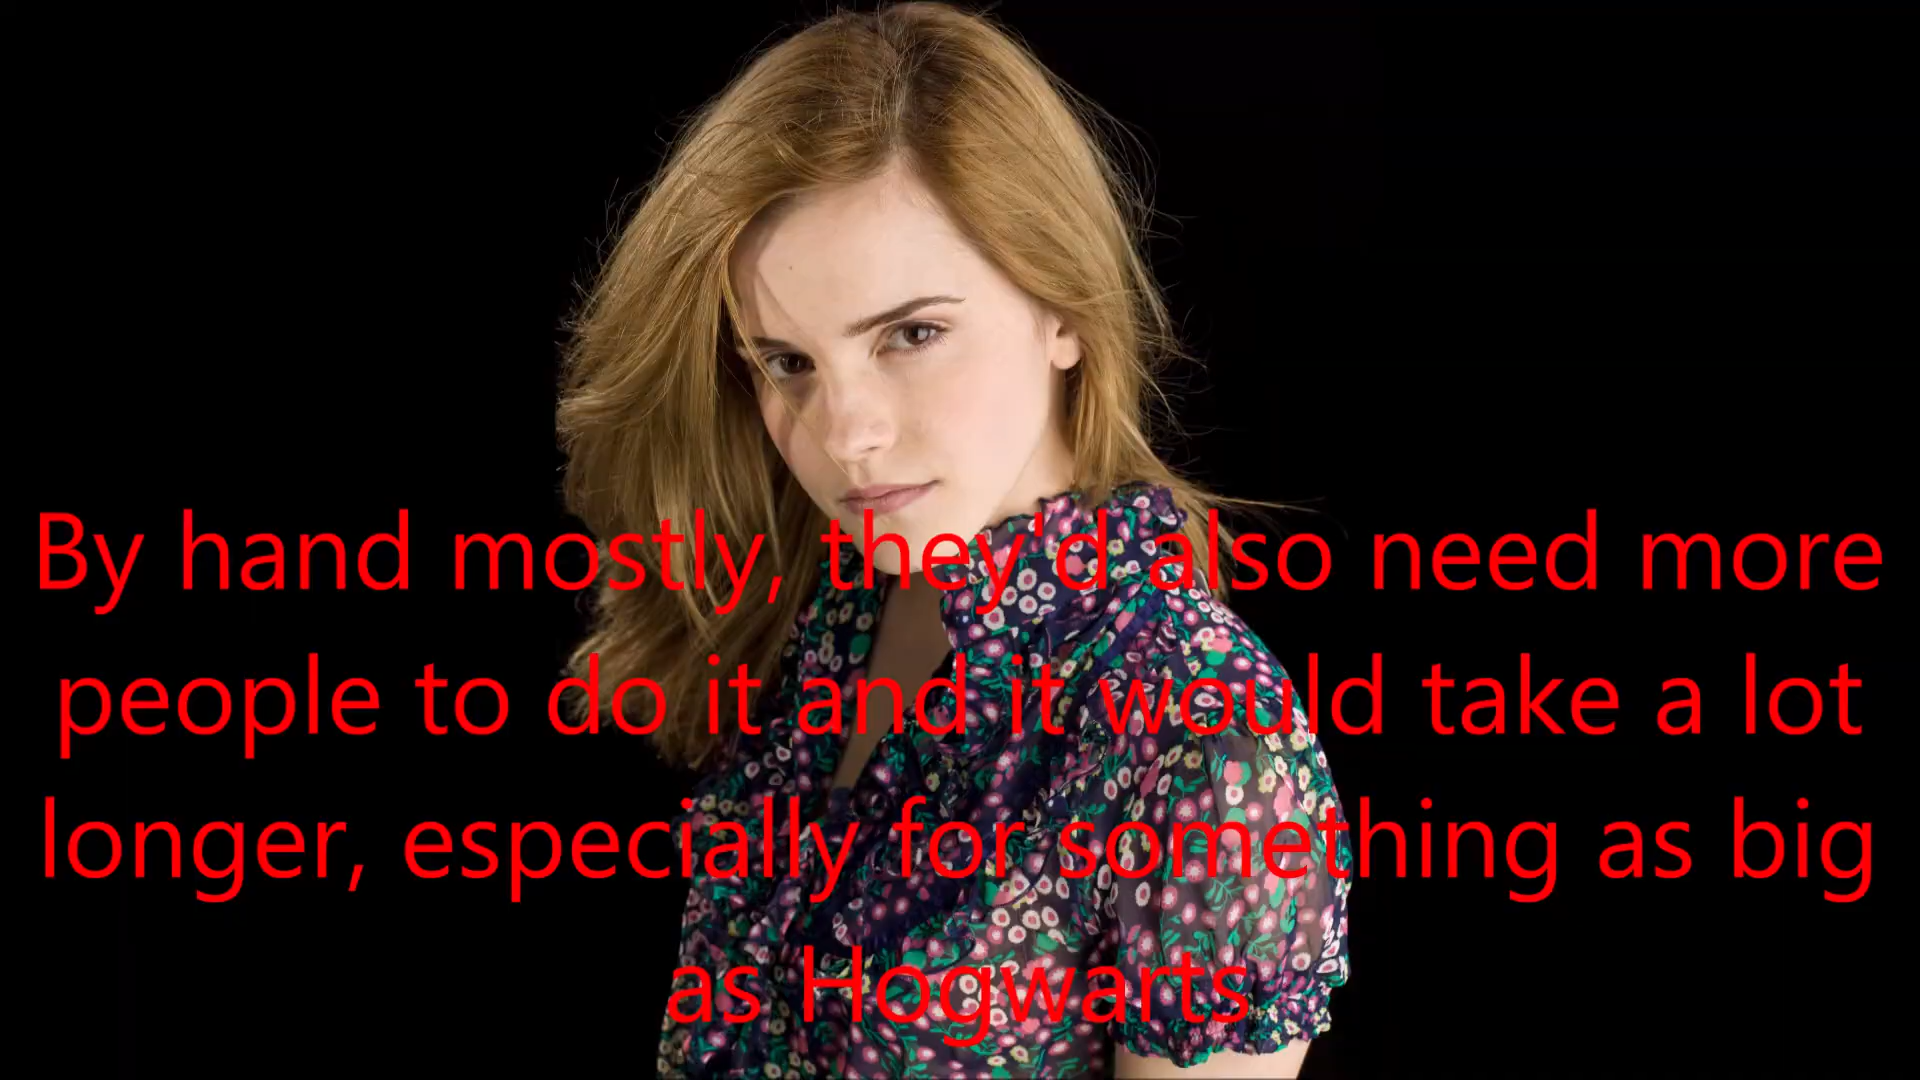 By hand mostly, they'd also need more
people to do it and it would take a lot
longer, especially for something as big
as Hogwarts